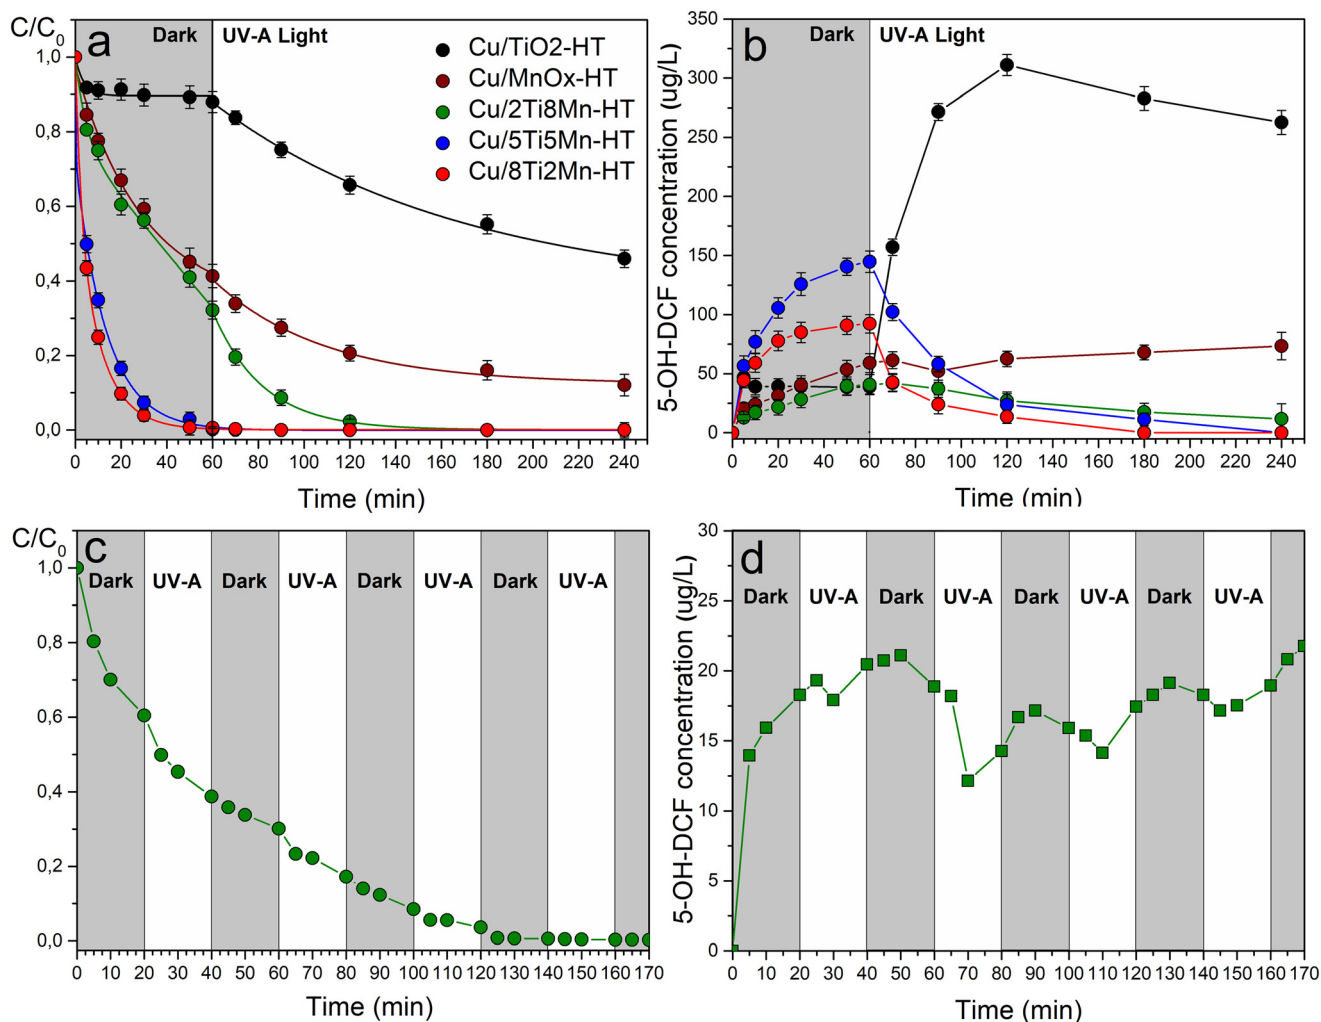 C/C0
a
Dark
UV-A Light
Cu/TiO2-HT
Cu/MnOx-HT
Cu/2Ti8Mn-HT
Cu/5Ti5Mn-HT
Cu/8Ti2Mn-HT
1,0
0,8
0,6
0,4
0,2
0,0
0 20 40 60 80 100 120 140 160 180 200 220 240
Time (min)
b
Dark
UV-A Light
5-OH-DCF concentration (ug/L)
350
300
250
200
150
100
50
0
0 20 40 60 80 100 120 140 160 180 200 220 240
Time (min)
C/C0
c
Dark UV-A Dark UV-A Dark UV-A Dark UV-A
1,0
0,8
0,6
0,4
0,2
0,0
0 10 20 30 40 50 60 70 80 90 100 110 120 130 140 150 160 170
Time (min)
d
Dark UV-A Dark UV-A Dark UV-A Dark UV-A
5-OH-DCF concentration (ug/L)
30
25
20
15
10
5
0
0 10 20 30 40 50 60 70 80 90 100 110 120 130 140 150 160 170
Time (min)